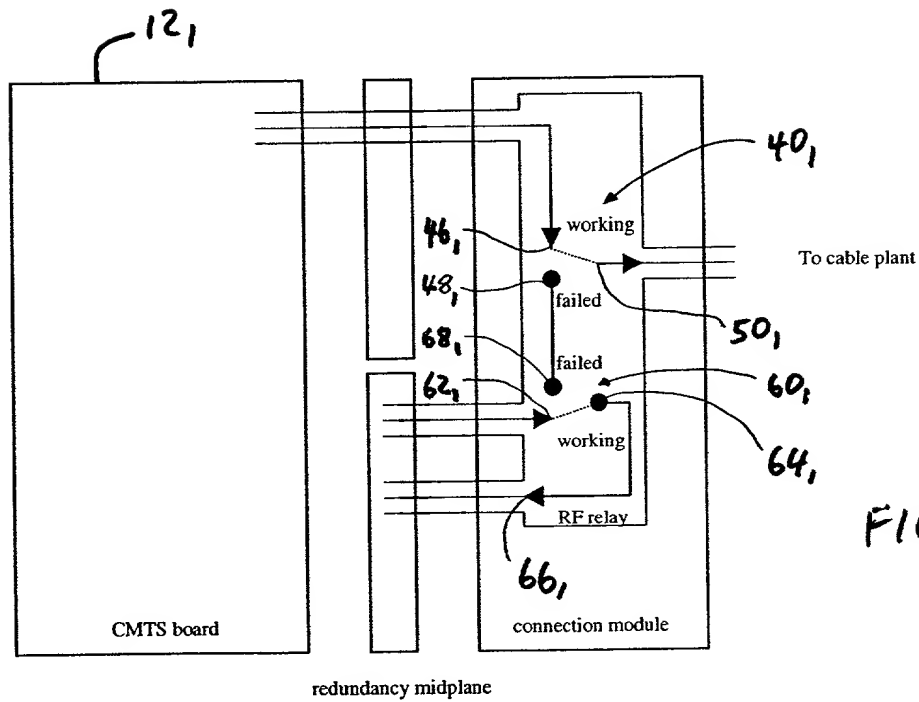 12₁
40₁
working
46₁
To cable plant
48₁
failed
50₁
68₁
failed
60₁
62₁
working
64₁
RF relay
66₁
CMTS board
connection module
redundancy midplane